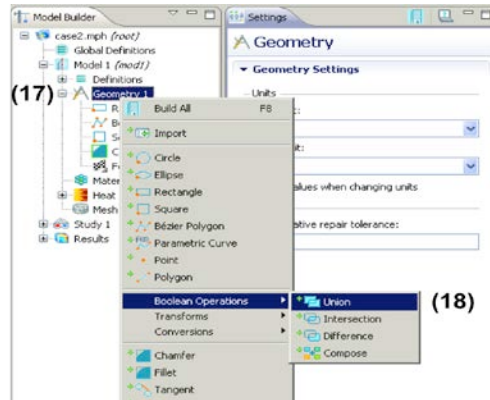 Model Builder
case2.mph (root)
Global Definitions
Model 1 (mod1)
Definitions
(17)
Geometry 1
Mater
Heat
Mesh
Study 1
Results
Build All F8
Import
Circle
Ellipse
Rectangle
Square
Bézier Polygon
Parametric Curve
Point
Polygon
Boolean Operations
Transforms
Conversions
Chamfer
Fillet
Tangent
Union
(18)
Intersection
Difference
Compose
Settings
Geometry
Geometry Settings
Units
t:
it:
alues when changing units
ative repair tolerance: